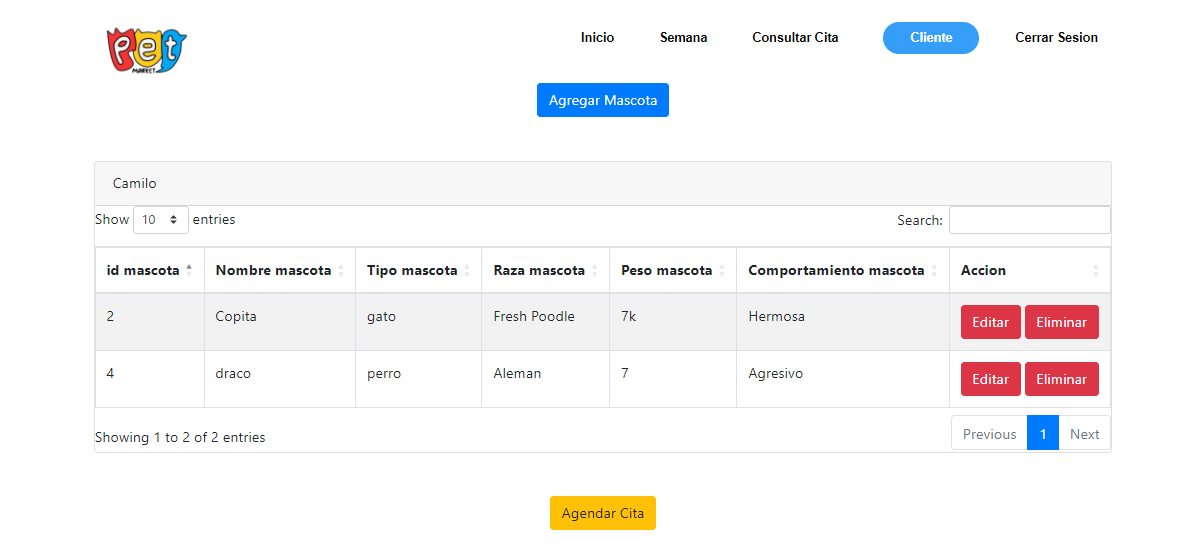 Pet
MARKET
Inicio Semana Consultar Cita Cliente Cerrar Sesion
Agregar Mascota
Camilo
Show 10 entries Search:
id mascota Nombre mascota Tipo mascota Raza mascota Peso mascota Comportamiento mascota Accion
2 Copita gato Fresh Poodle 7k Hermosa Editar Eliminar
4 draco perro Aleman 7 Agresivo Editar Eliminar
Showing 1 to 2 of 2 entries Previous 1 Next
Agendar Cita